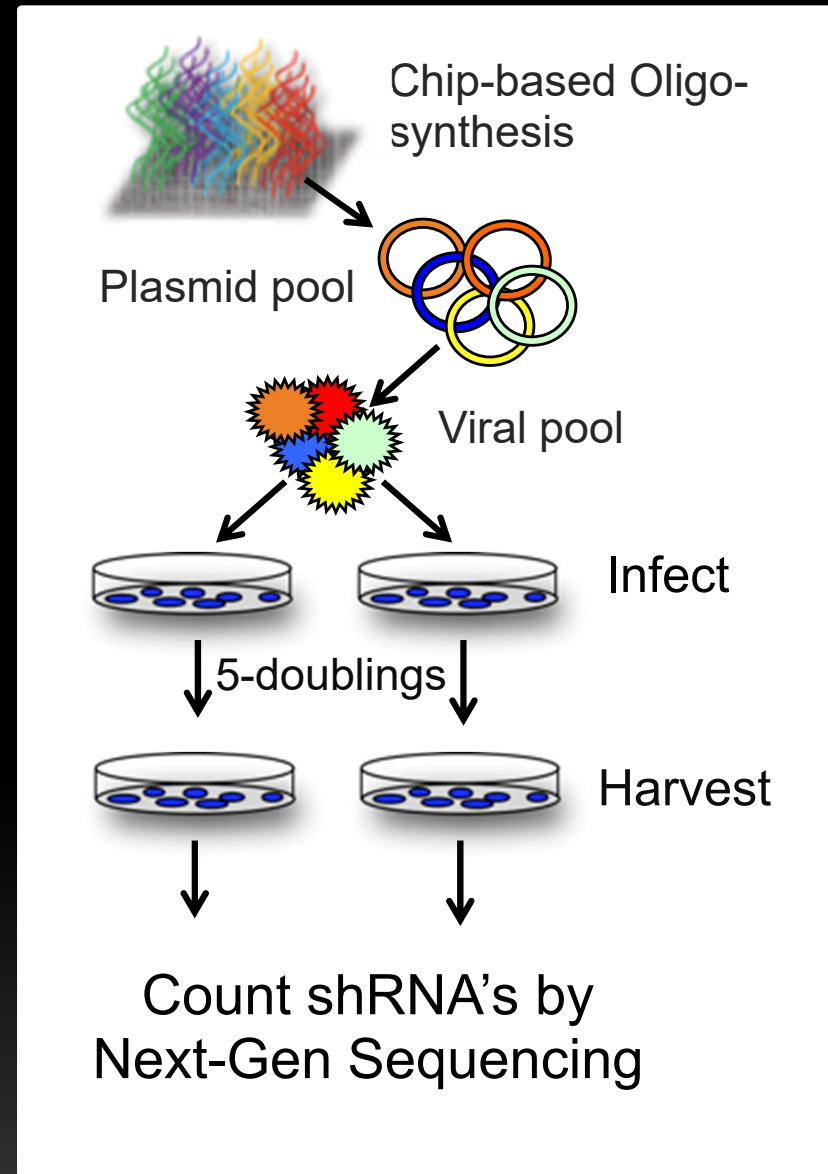 Chip-based Oligo-
synthesis
Plasmid pool
Viral pool
Infect
5-doublings
Harvest
Count shRNA’s by
Next-Gen Sequencing